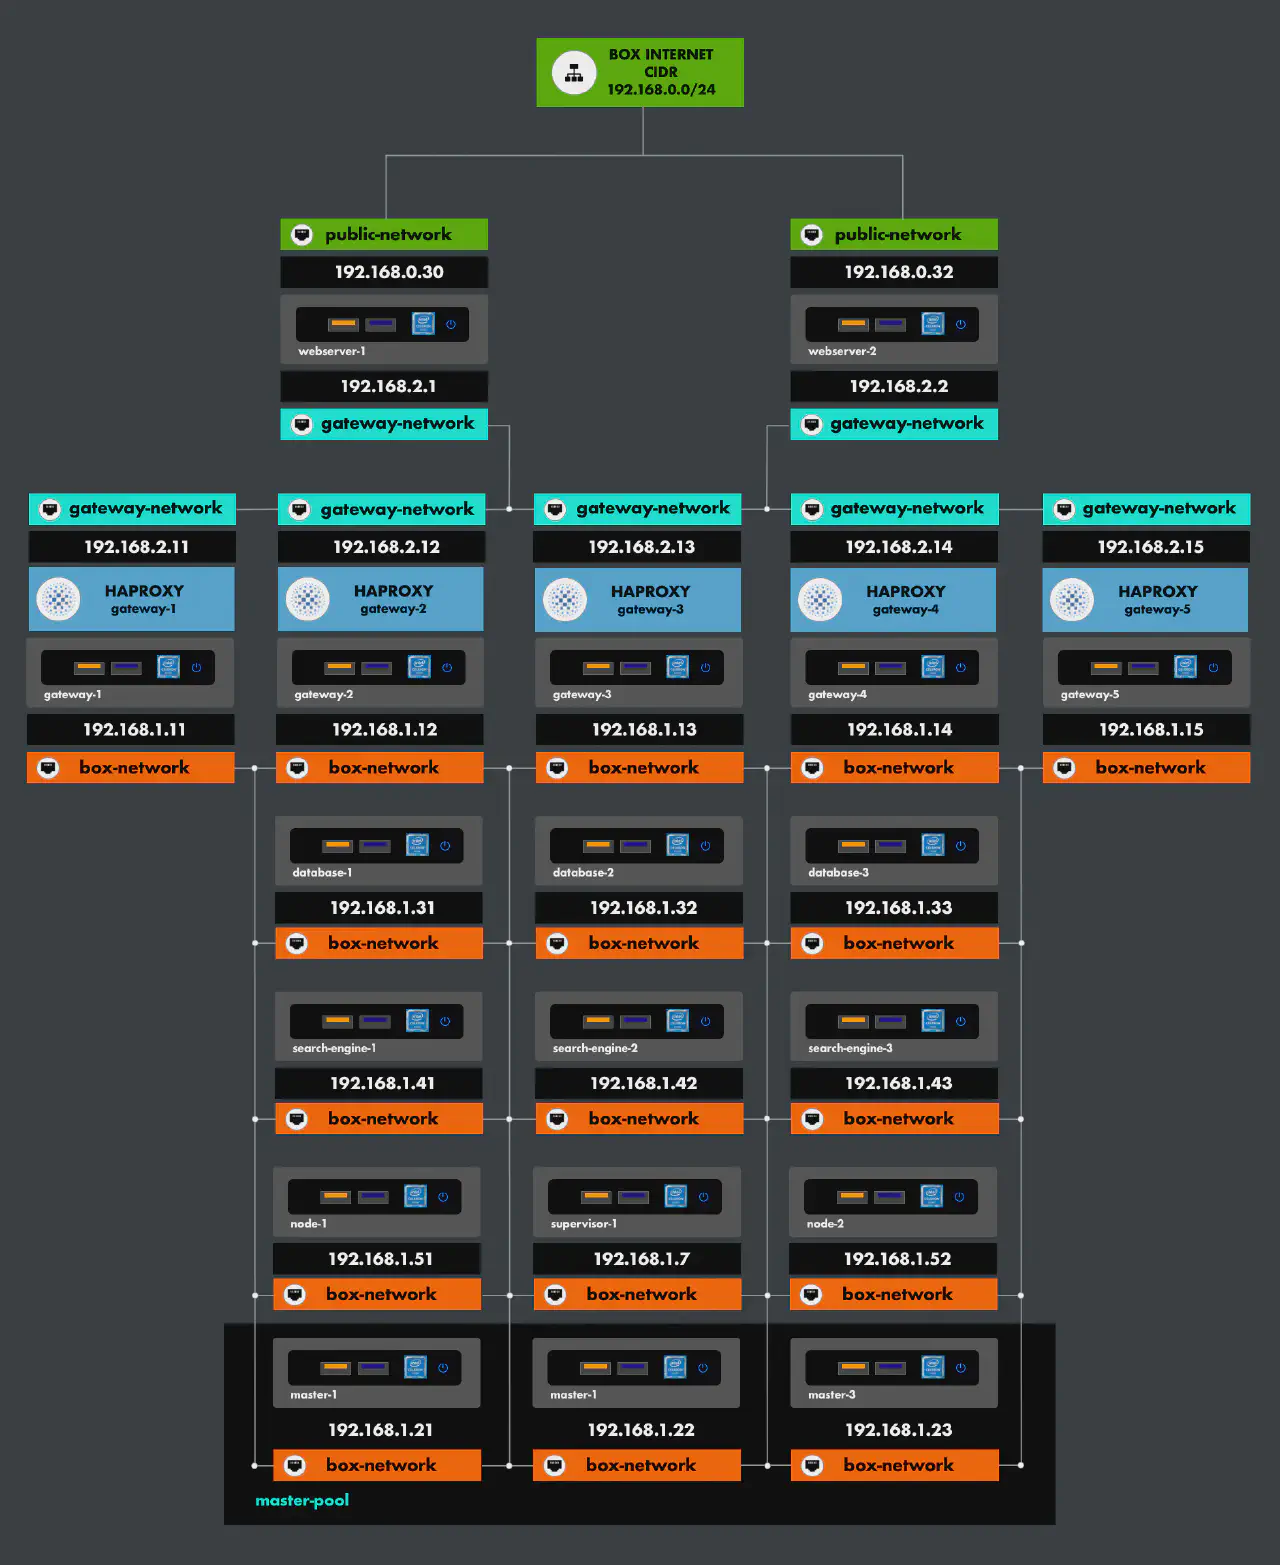 BOX INTERNET
CIDR
192.168.0.0/24
public-network
public-network
192.168.0.30
192.168.0.32
webserver-1
webserver-2
192.168.2.1
192.168.2.2
gateway-network
gateway-network
gateway-network
gateway-network
gateway-network
gateway-network
gateway-network
192.168.2.11
192.168.2.12
192.168.2.13
192.168.2.14
192.168.2.15
HAPROXY
gateway-1
HAPROXY
gateway-2
HAPROXY
gateway-3
HAPROXY
gateway-4
HAPROXY
gateway-5
gateway-1
gateway-2
gateway-3
gateway-4
gateway-5
192.168.1.11
192.168.1.12
192.168.1.13
192.168.1.14
192.168.1.15
box-network
box-network
box-network
box-network
box-network
database-1
database-2
database-3
192.168.1.31
192.168.1.32
192.168.1.33
box-network
box-network
box-network
search-engine-1
search-engine-2
search-engine-3
192.168.1.41
192.168.1.42
192.168.1.43
box-network
box-network
box-network
node-1
supervisor-1
node-2
192.168.1.51
192.168.1.7
192.168.1.52
box-network
box-network
box-network
master-1
master-1
master-3
192.168.1.21
192.168.1.22
192.168.1.23
box-network
box-network
box-network
master-pool